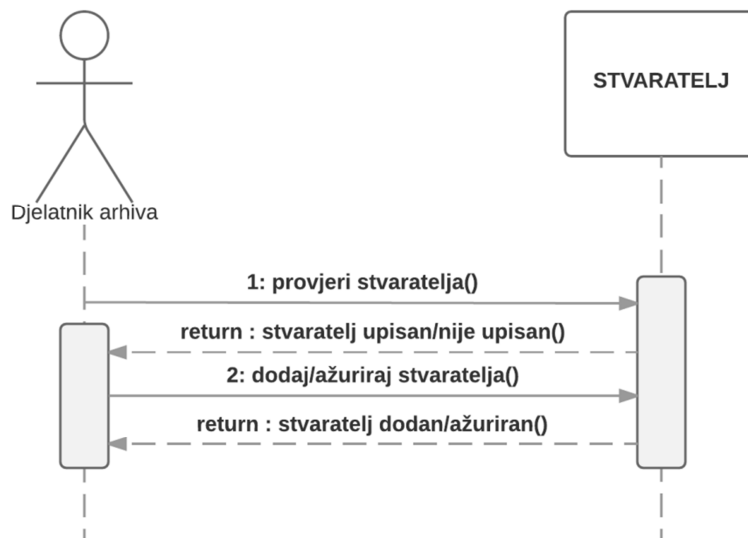 STVARATELJ
Djelatnik arhiva
1: provjeri stvaratelja()
return : stvaratelj upisan/nije upisan()
2: dodaj/ažuriraj stvaratelja()
return : stvaratelj dodan/ažuriran()